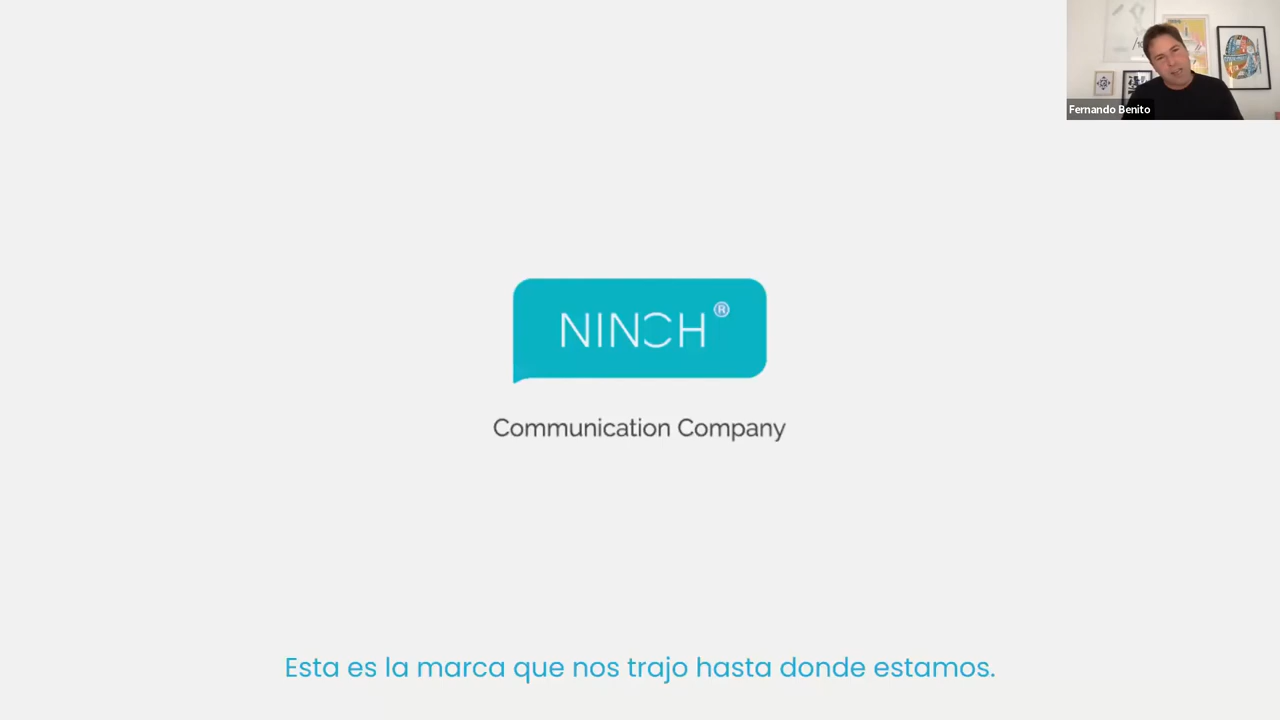 Fernando Benito
NINCH®
Communication Company
Esta es la marca que nos trajo hasta donde estamos.